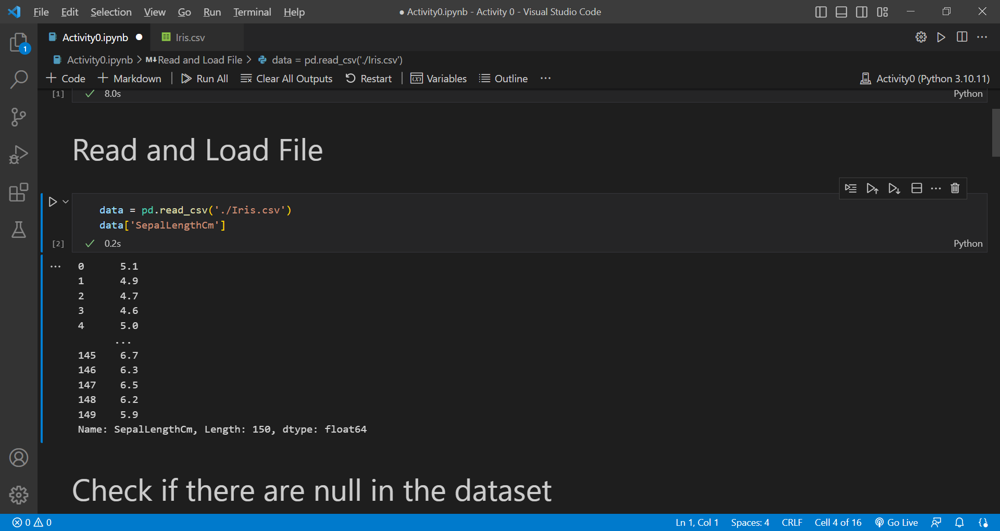 File Edit Selection View Go Run Terminal Help
● Activity0.ipynb - Activity 0 - Visual Studio Code
Activity0.ipynb ●
Iris.csv
1
Activity0.ipynb > M↓ Read and Load File > data = pd.read_csv('./Iris.csv')
+ Code + Markdown | Run All Clear All Outputs Restart | Variables Outline ...
Activity0 (Python 3.10.11)
[1] ✓ 8.0s Python
Read and Load File
data = pd.read_csv('./Iris.csv')
data['SepalLengthCm']
[2] ✓ 0.2s Python
... 0 5.1
1 4.9
2 4.7
3 4.6
4 5.0
...
145 6.7
146 6.3
147 6.5
148 6.2
149 5.9
Name: SepalLengthCm, Length: 150, dtype: float64
Check if there are null in the dataset
0 0
Ln 1, Col 1 Spaces: 4 CRLF Cell 4 of 16 Go Live